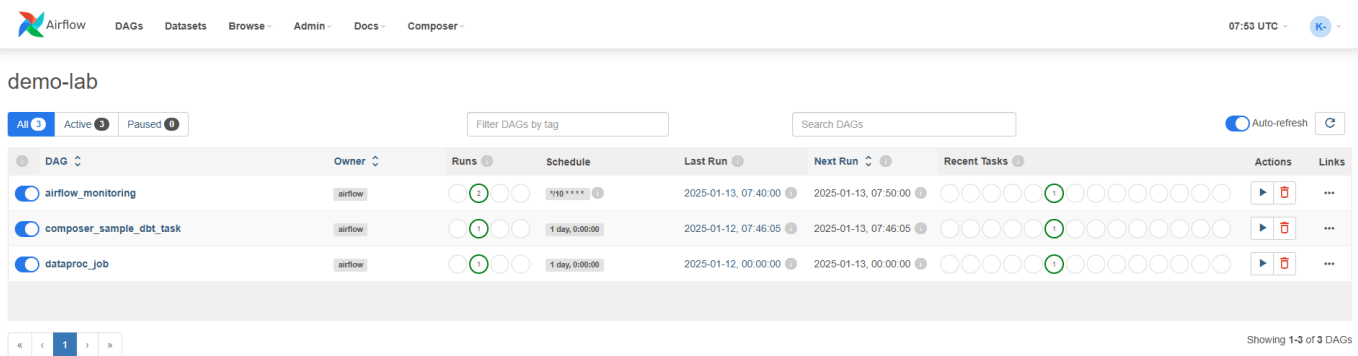 Airflow DAGs Datasets Browse Admin Docs Composer 07:53 UTC K-
demo-lab
All 3 Active 3 Paused 0 Filter DAGs by tag Search DAGs Auto-refresh
DAG Owner Runs Schedule Last Run Next Run Recent Tasks Actions Links
airflow_monitoring airflow 2 */10 * * * * 2025-01-13, 07:40:00 2025-01-13, 07:50:00 1
composer_sample_dbt_task airflow 1 1 day, 0:00:00 2025-01-12, 07:46:05 2025-01-13, 07:46:05 1
dataproc_job airflow 1 1 day, 0:00:00 2025-01-12, 00:00:00 2025-01-13, 00:00:00 1
« ‹ 1 › » Showing 1-3 of 3 DAGs